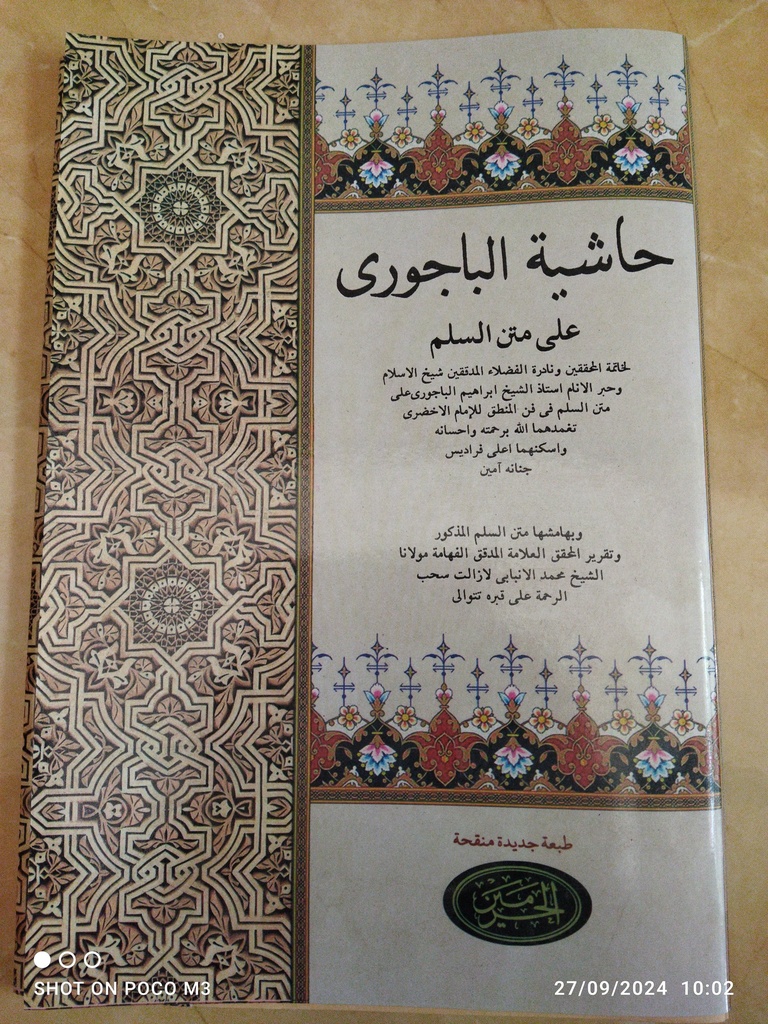 حاشية الباجورى
على متن السلم
لخاتمة المحققين ونادرة الفضلاء المدققين شيخ الاسلام
وحبر الانام استاذ الشيخ ابراهيم الباجورى على
متن السلم فى فن المنطق للإمام الاخضرى
تغمدهما الله برحمته واحسانه
واسكنهما اعلى فراديس
جنانه آمين
وبهامشها متن السلم المذكور
وتقرير المحقق العلامة المدقق الفهامة مولانا
الشيخ محمد الانبابى لازالت سحب
الرحمة على قبره تتوالى
طبعة جديدة منقحة
الحرمين
SHOT ON POCO M3
27/09/2024 10:02